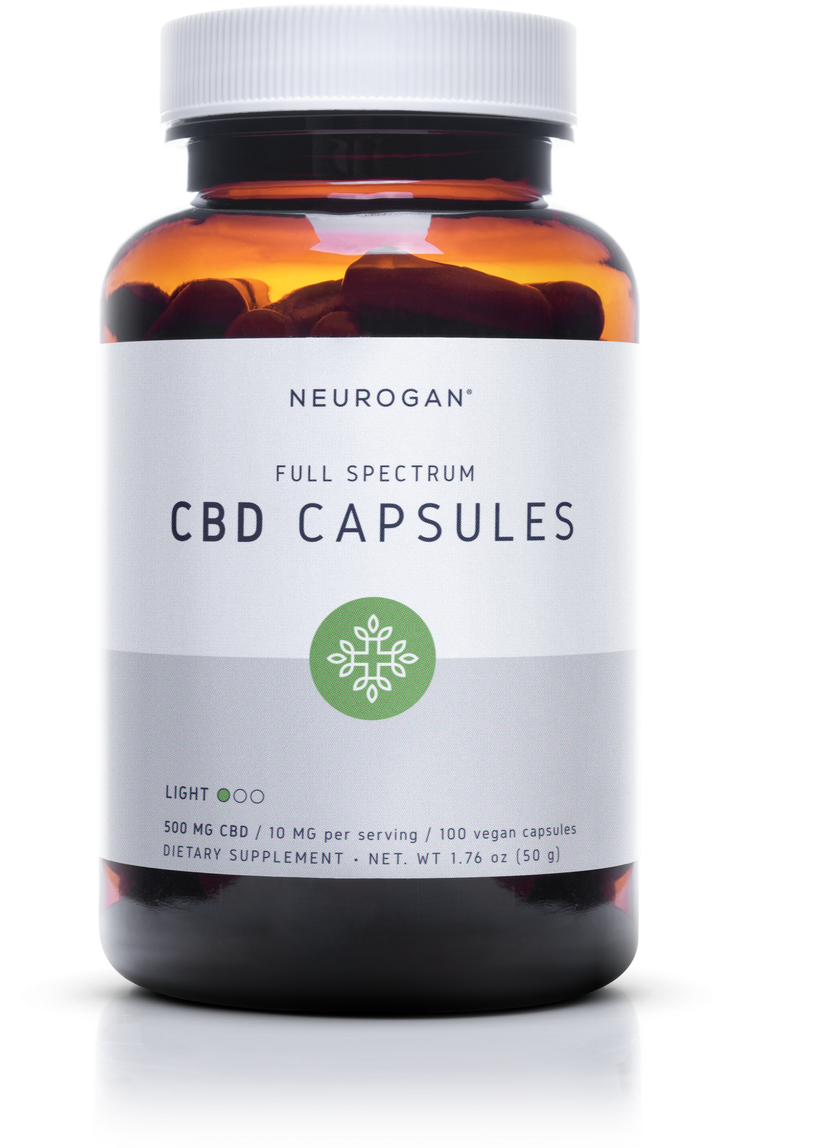 NEUROGAN®
FULL SPECTRUM
CBD CAPSULES
LIGHT
500 MG CBD / 10 MG per serving / 100 vegan capsules
DIETARY SUPPLEMENT • NET. WT 1.76 oz (50 g)